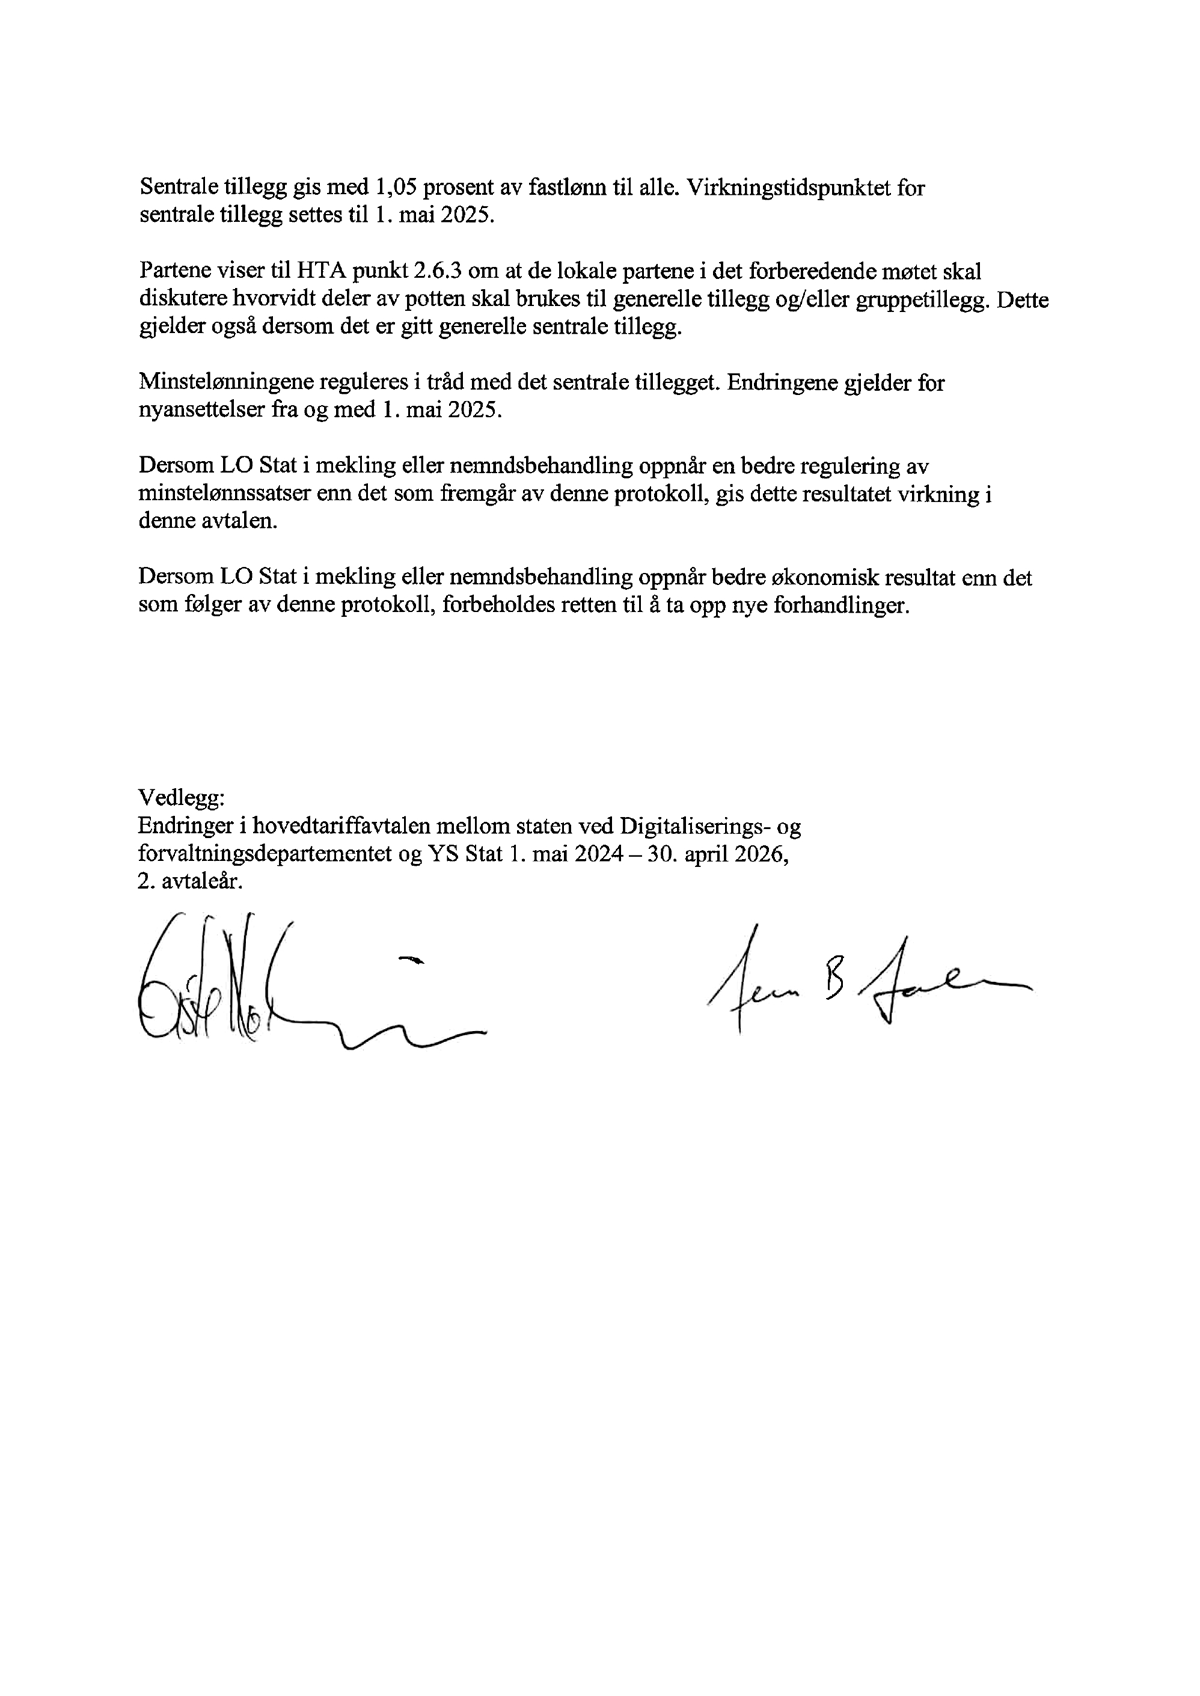 Sentrale tillegg gis med 1,05 prosent av fastlønn til alle. Virkningstidspunktet for
sentrale tillegg settes til 1. mai 2025.
Partene viser til HTA punkt 2.6.3 om at de lokale partene i det forberedende møtet skal
diskutere hvorvidt deler av potten skal brukes til generelle tillegg og/eller gruppetillegg. Dette
gjelder også dersom det er gitt generelle sentrale tillegg.
Minstelønningene reguleres i tråd med det sentrale tillegget. Endringene gjelder for
nyansettelser fra og med 1. mai 2025.
Dersom LO Stat i mekling eller nemndsbehandling oppnår en bedre regulering av
minstelønnssatser enn det som fremgår av denne protokoll, gis dette resultatet virkning i
denne avtalen.
Dersom LO Stat i mekling eller nemndsbehandling oppnår bedre økonomisk resultat enn det
som følger av denne protokoll, forbeholdes retten til å ta opp nye forhandlinger.
Vedlegg:
Endringer i hovedtariffavtalen mellom staten ved Digitaliserings- og
forvaltningsdepartementet og YS Stat 1. mai 2024 – 30. april 2026,
2. avtaleår.
B